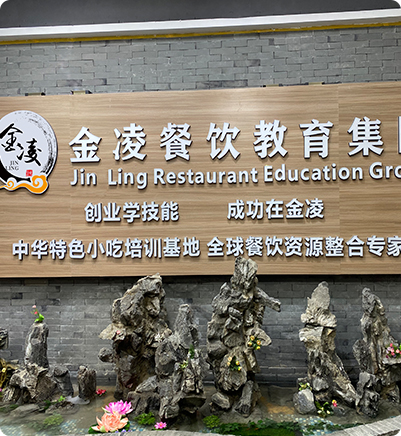 金凌
JIN
LING
金凌餐饮教育集
Jin Ling Restaurant Education Gro
创业学技能 成功在金凌
中华特色小吃培训基地 全球餐饮资源整合专家